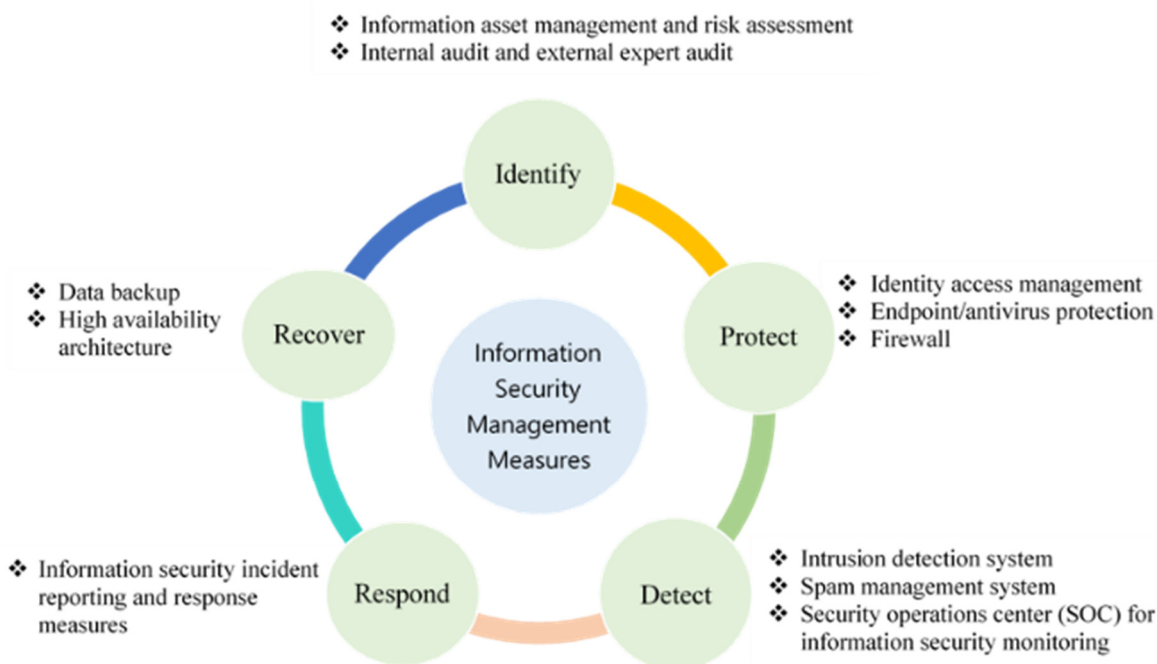 ❖ Information asset management and risk assessment
❖ Internal audit and external expert audit
Identify
❖ Identity access management
❖ Endpoint/antivirus protection
❖ Firewall
Protect
❖ Data backup
❖ High availability
architecture
Recover
Information
Security
Management
Measures
❖ Information security incident
reporting and response
measures
Respond
Detect
❖ Intrusion detection system
❖ Spam management system
❖ Security operations center (SOC) for
information security monitoring